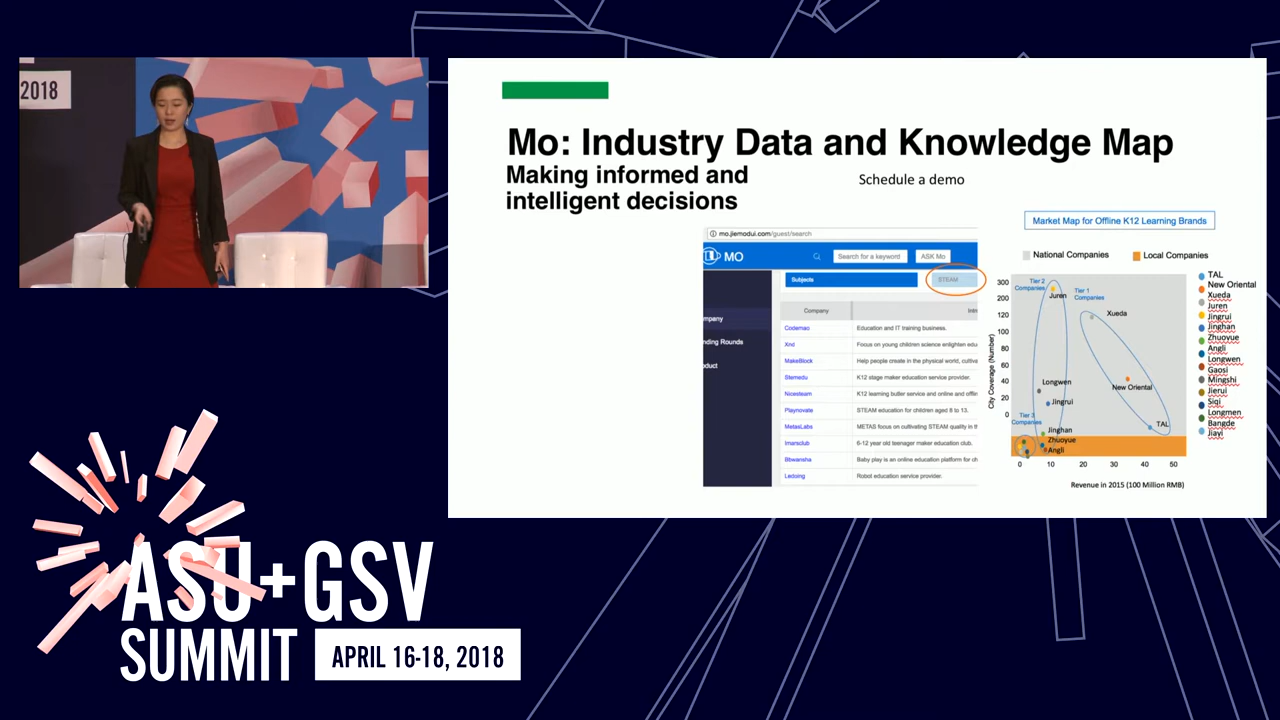 2018
Mo: Industry Data and Knowledge Map
Making informed and
intelligent decisions
Schedule a demo
mo.jiemodui.com/guest/search
MO
Search for a keyword
ASK Mo
Subjects
STEAM
Company
Intr
mpany
nding Rounds
oduct
Codemao
Education and IT training business.
Xnd
Focus on young children science enlighten edu
MakeBlock
Help people create in the physical world, cultiva
Stemedu
K12 stage maker education service provider.
Nicesteam
K12 learning butler service and online and offlin
Playnovate
STEAM education for children aged 8 to 13.
MetasLabs
METAS focus on cultivating STEAM quality in th
Imarsclub
6-12 year old teenager maker education club.
Bbwansha
Baby play is an online education platform for ch
Ledoing
Robot education service provider.
Market Map for Offline K12 Learning Brands
National Companies
Local Companies
City Coverage (Number)
300
200
120
100
80
60
40
20
0
Tier 2
Companies
Juren
Tier 1
Companies
Xueda
New Oriental
Longwen
Jingrui
TAL
Tier 3
Companies
Jinghan
Zhuoyue
Angli
0
10
20
30
40
50
Revenue in 2015 (100 Million RMB)
TAL
New Oriental
Xueda
Juren
Jingrui
Jinghan
Zhuoyue
Angli
Longwen
Gaosi
Mingshi
Jierui
Siqi
Longmen
Bangde
Jiayi
ASU+GSV
SUMMIT
APRIL 16-18, 2018